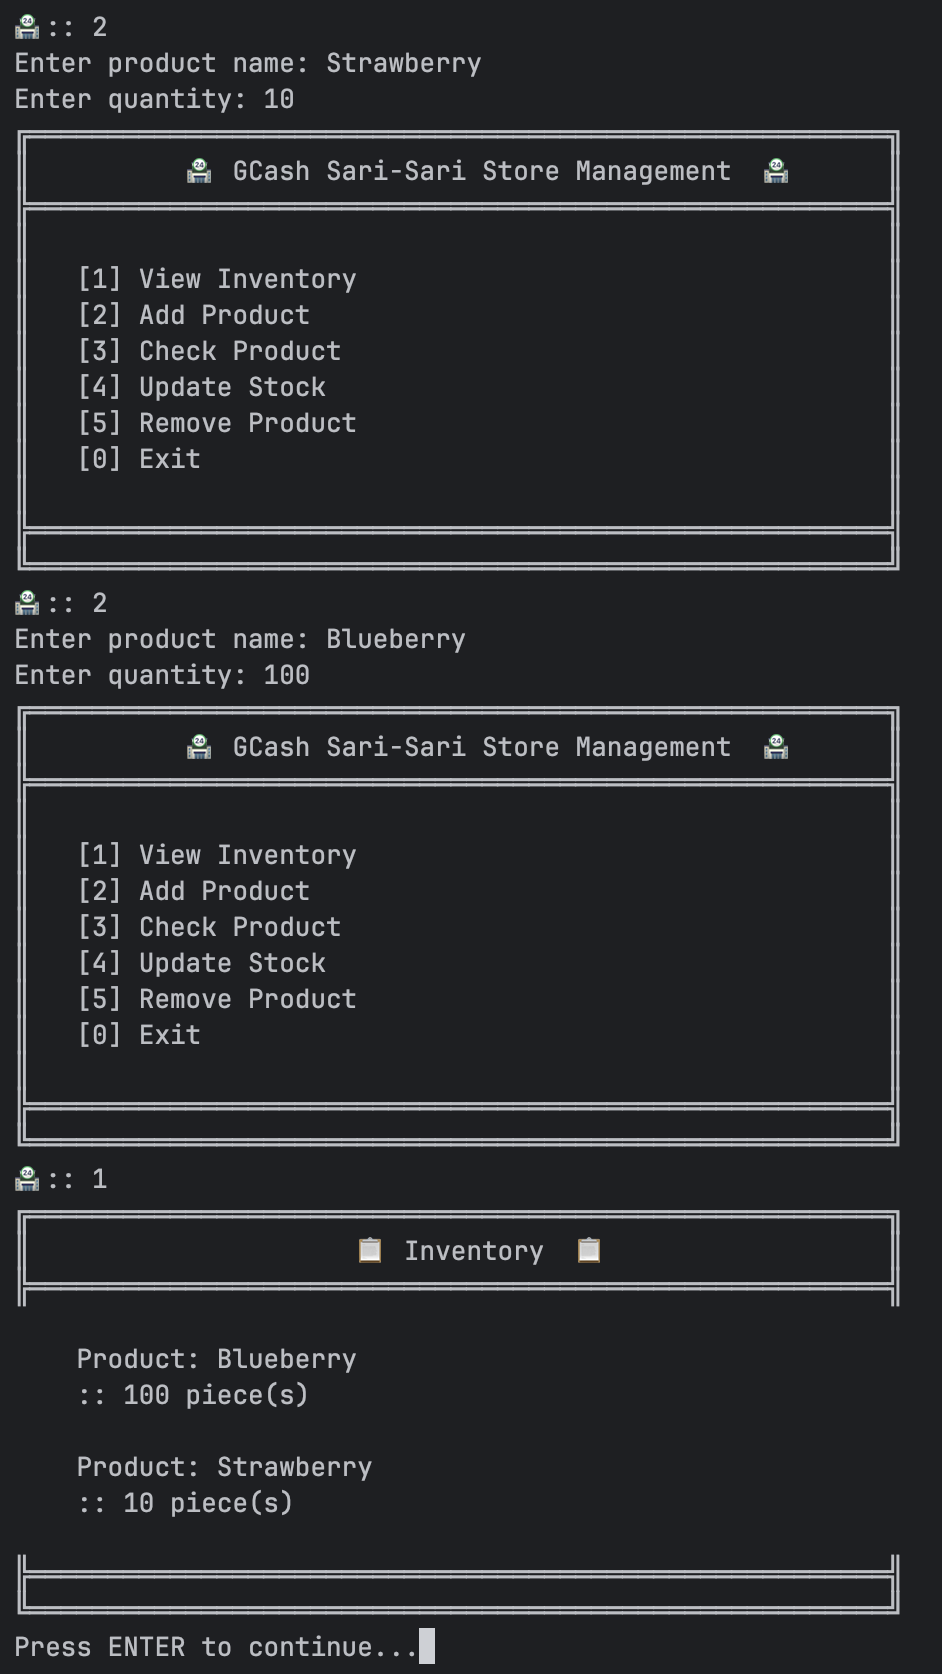 🏪:: 2
Enter product name: Strawberry
Enter quantity: 10
🏪 GCash Sari-Sari Store Management 🏪
[1] View Inventory
[2] Add Product
[3] Check Product
[4] Update Stock
[5] Remove Product
[0] Exit
🏪:: 2
Enter product name: Blueberry
Enter quantity: 100
🏪 GCash Sari-Sari Store Management 🏪
[1] View Inventory
[2] Add Product
[3] Check Product
[4] Update Stock
[5] Remove Product
[0] Exit
🏪:: 1
📋 Inventory 📋
Product: Blueberry
:: 100 piece(s)
Product: Strawberry
:: 10 piece(s)
Press ENTER to continue...